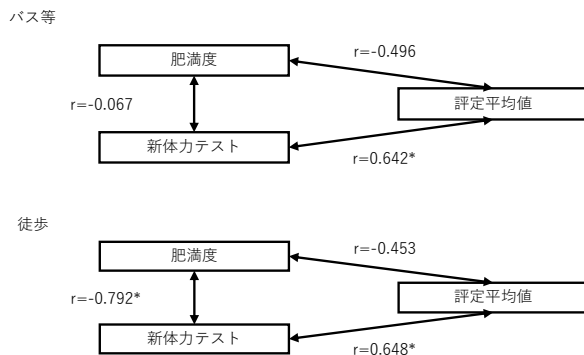 バス等
肥満度
r=-0.496
r=-0.067
評定平均値
新体力テスト
r=0.642*
徒歩
肥満度
r=-0.453
r=-0.792*
評定平均値
新体力テスト
r=0.648*